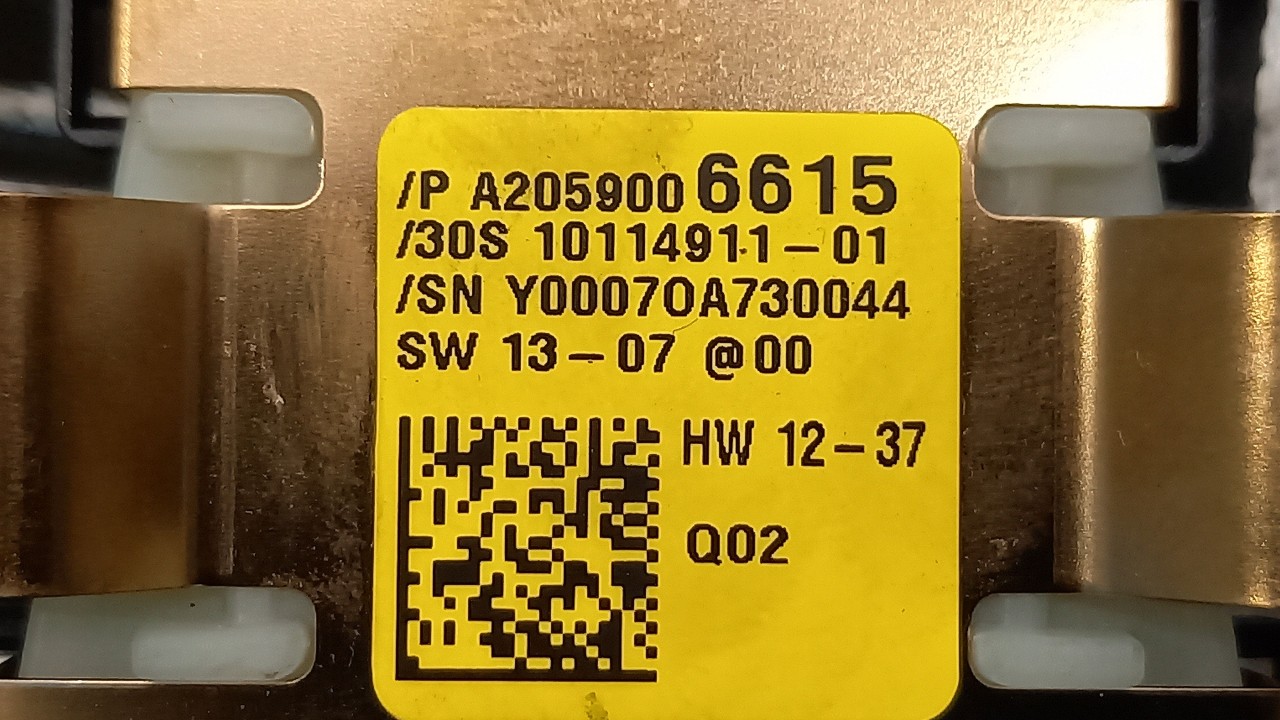 /P A205900 6615
/30S 10114911-01
/SN Y00070A730044
SW 13-07 @00
HW 12-37
Q02